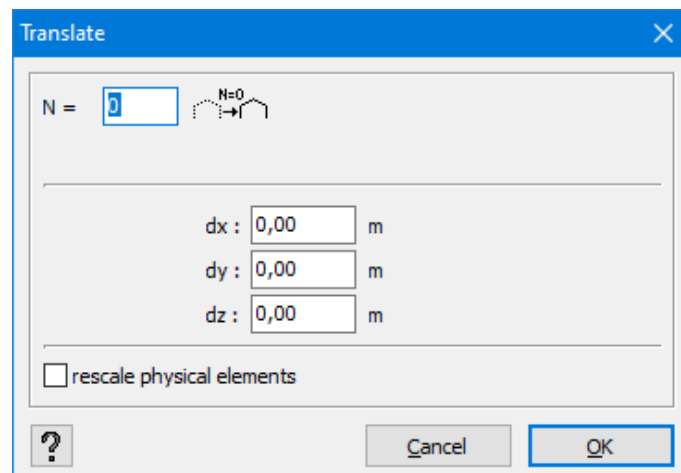 Translate
N = 0 N=0
dx : 0,00 m
dy : 0,00 m
dz : 0,00 m
rescale physical elements
? Cancel OK